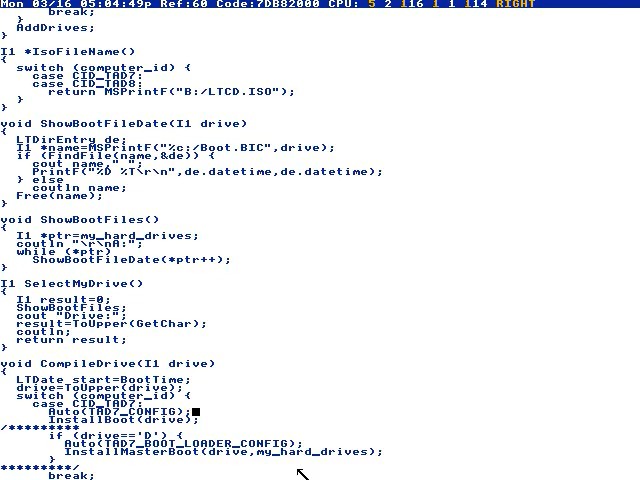 Mon 03/16 05:04:49p Ref:60 Code:7DB82000 CPU: 5 2 116 1 1 114 RIGHT
      break;
  }
  AddDrives;
}

I1 *IsoFileName()
{
  switch (computer_id) {
    case CID_TAD7:
    case CID_TAD8:
      return MSPrintF("B:/LTCD.ISO");
  }
}

void ShowBootFileDate(I1 drive)
{
  LTDirEntry de;
  I1 *name=MSPrintF("%c:/Boot.BIC",drive);
  if (FindFile(name,&de)) {
    cout name," ";
    PrintF("%D %T\r\n",de.datetime,de.datetime);
  } else
    coutln name;
  Free(name);
}

void ShowBootFiles()
{
  I1 *ptr=my_hard_drives;
  coutln "\r\nA:";
  while (*ptr)
    ShowBootFileDate(*ptr++);
}

I1 SelectMyDrive()
{
  I1 result=0;
  ShowBootFiles;
  cout "Drive:";
  result=ToUpper(GetChar);
  coutln;
  return result;
}

void CompileDrive(I1 drive)
{
  LTDate start=BootTime;
  drive=ToUpper(drive);
  switch (computer_id) {
    case CID_TAD7:
      Auto(TAD7_CONFIG);
      InstallBoot(drive);
/*********
      if (drive=='D') {
        Auto(TAD7_BOOT_LOADER_CONFIG);
        InstallMasterBoot(drive,my_hard_drives);
      }
*********/
      break;